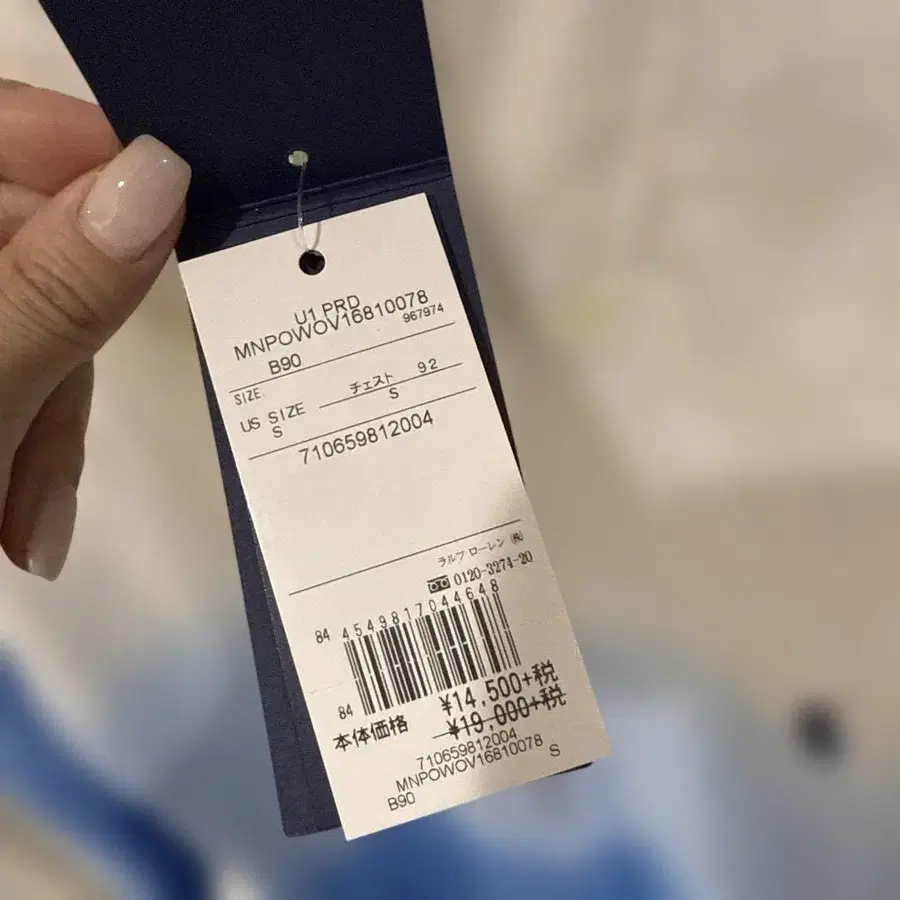 U1 PRD
MNPOWOV16810078
967974
B90
SIZE チェスト 92
US SIZE S
S
710659812004
ラルフ ローレン ㈱
0120-3274-20
84 4549817044648
84
¥14,500+税
本体価格 ¥19,000+税
710659812004
MNPOWOV16810078 S
B90